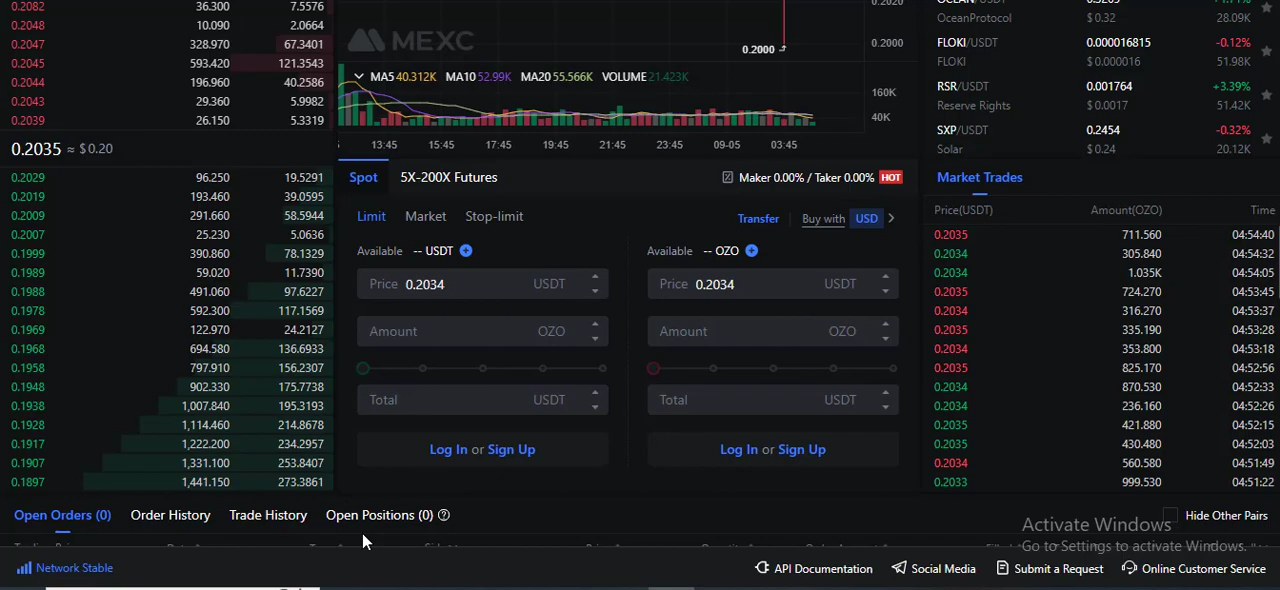 0.2082 36.300 7.5576
0.2048 10.090 2.0664
0.2047 328.970 67.3401
0.2045 593.420 121.3543
0.2044 196.960 40.2586
0.2043 29.360 5.9982
0.2039 26.150 5.3319
0.2035 ≈ $0.20
0.2029 96.250 19.5291
0.2019 193.460 39.0595
0.2009 291.660 58.5944
0.2007 25.230 5.0636
0.1999 390.860 78.1329
0.1989 59.020 11.7390
0.1988 491.060 97.6227
0.1978 592.300 117.1569
0.1969 122.970 24.2127
0.1968 694.580 136.6933
0.1958 797.910 156.2307
0.1948 902.330 175.7738
0.1938 1,007.840 195.3193
0.1928 1,114.460 214.8678
0.1917 1,222.200 234.2957
0.1907 1,331.100 253.8407
0.1897 1,441.150 273.3861
MEXC
0.2020
0.2000
0.2000
MA5 40.312K MA10 52.99K MA20 55.566K VOLUME 21.423K
160K
40K
13:45 15:45 17:45 19:45 21:45 23:45 09-05 03:45
Spot 5X-200X Futures Maker 0.00% / Taker 0.00% HOT
Limit Market Stop-limit Transfer Buy with USD
Available -- USDT
Price 0.2034 USDT
Amount OZO
Total USDT
Log In or Sign Up
Available -- OZO
Price 0.2034 USDT
Amount OZO
Total USDT
Log In or Sign Up
OceanProtocol $ 0.32 28.09K
FLOKI/USDT 0.000016815 -0.12%
FLOKI $ 0.000016 51.98K
RSR/USDT 0.001764 +3.39%
Reserve Rights $ 0.0017 51.42K
SXP/USDT 0.2454 -0.32%
Solar $ 0.24 20.12K
Market Trades
Price(USDT) Amount(OZO) Time
0.2035 711.560 04:54:40
0.2034 305.840 04:54:32
0.2034 1.035K 04:54:05
0.2035 724.270 04:53:45
0.2034 316.270 04:53:37
0.2035 335.190 04:53:28
0.2034 353.800 04:53:18
0.2035 825.170 04:52:56
0.2034 870.530 04:52:33
0.2034 236.160 04:52:26
0.2035 421.880 04:52:15
0.2035 430.480 04:52:03
0.2034 560.580 04:51:49
0.2033 999.530 04:51:22
Open Orders (0) Order History Trade History Open Positions (0) Hide Other Pairs
Activate Windows
Go to Settings to activate Windows.
Network Stable API Documentation Social Media Submit a Request Online Customer Service